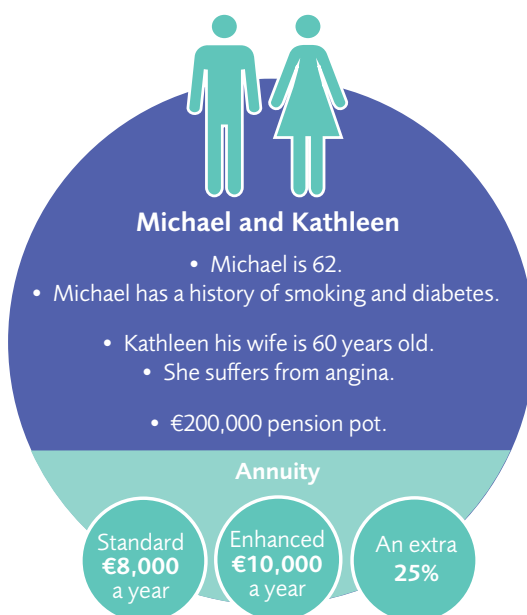 Michael and Kathleen
• Michael is 62.
• Michael has a history of smoking and diabetes.
• Kathleen his wife is 60 years old.
• She suffers from angina.
• €200,000 pension pot.
Annuity
Standard
€8,000
a year
Enhanced
€10,000
a year
An extra
25%